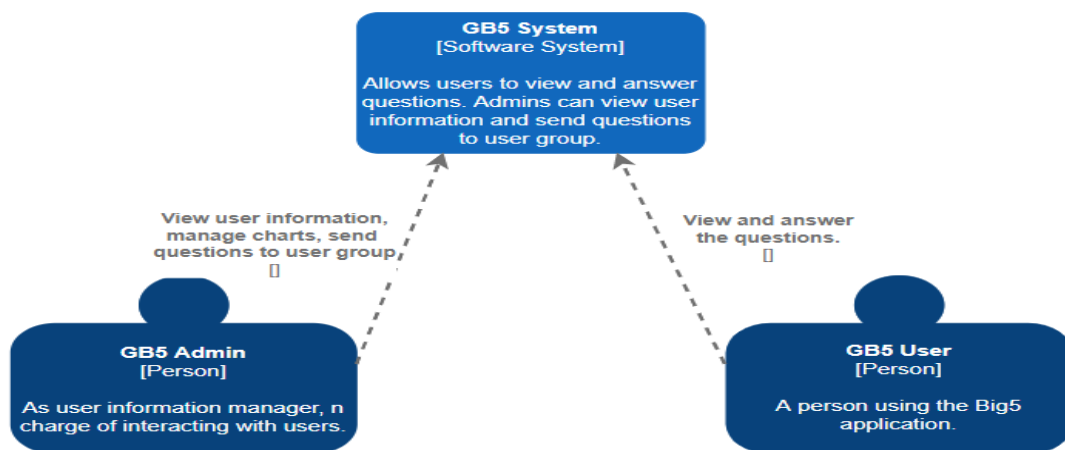 GB5 System
[Software System]
Allows users to view and answer
questions. Admins can view user
information and send questions
to user group.
View user information,
manage charts, send
questions to user group.
[]
View and answer
the questions.
[]
GB5 Admin
[Person]
As user information manager, n
charge of interacting with users.
GB5 User
[Person]
A person using the Big5
application.